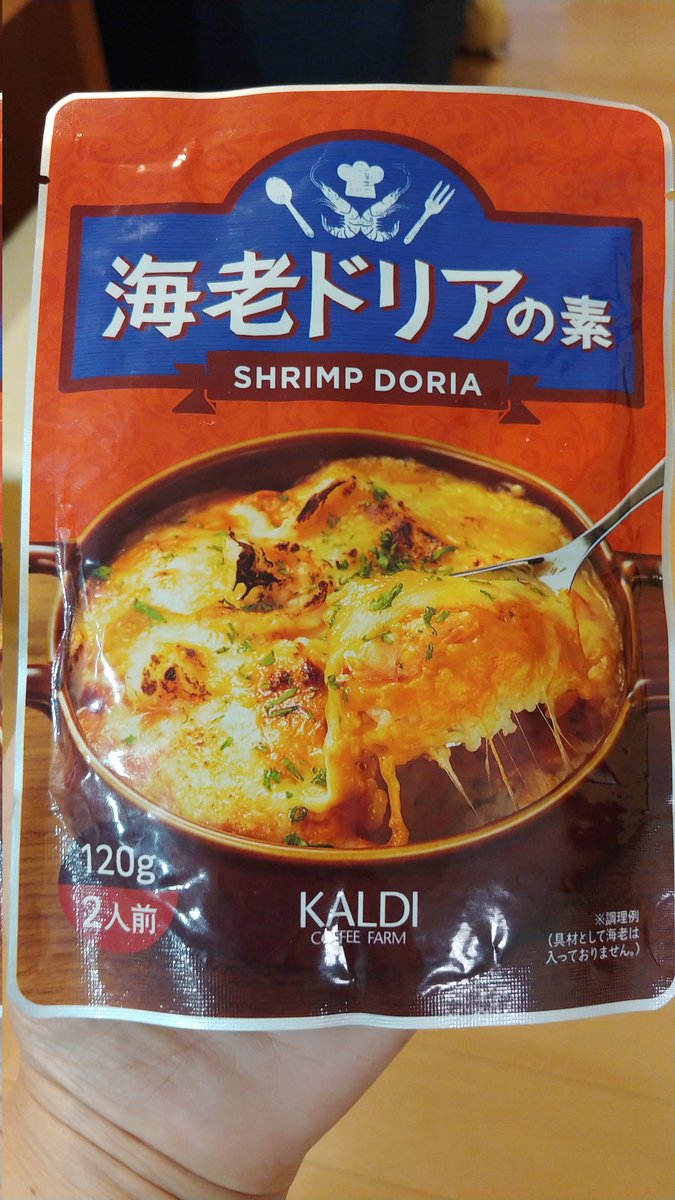 海老ドリアの素
SHRIMP DORIA
120g
2人前
KALDI
COFFEE FARM
※調理例
(具材として海老は
入っておりません。)